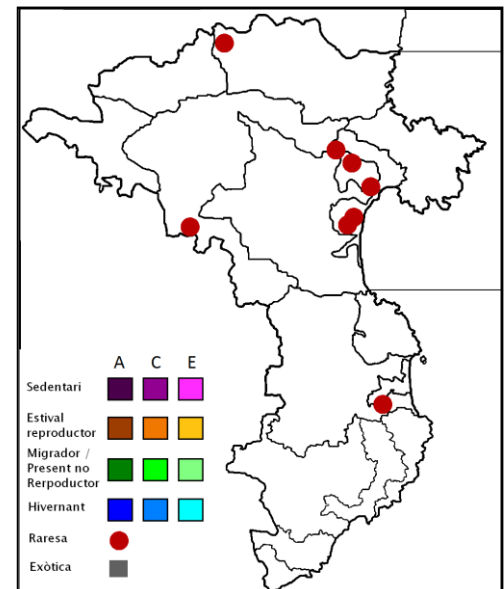 A C E
Sedentari
Estival
reproductor
Migrador /
Present no
Rerpoductor
Hivernant
Raresa
Exòtica